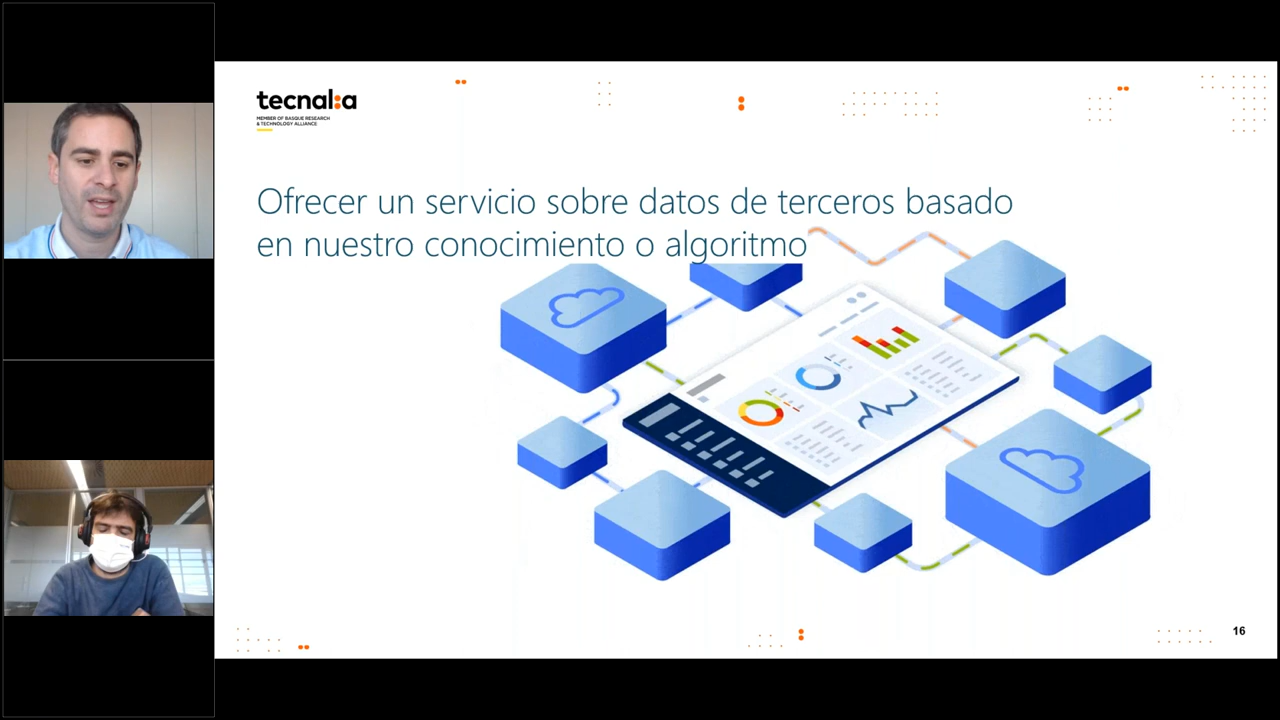 tecnalia
MEMBER OF BASQUE RESEARCH
& TECHNOLOGY ALLIANCE
Ofrecer un servicio sobre datos de terceros basado
en nuestro conocimiento o algoritmo
16